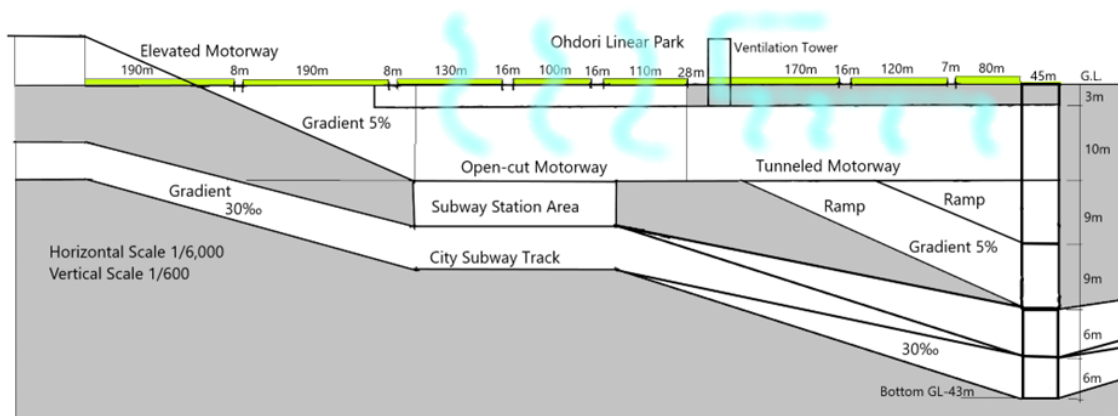 Elevated Motorway
Ohdori Linear Park
Ventilation Tower
190m
8m
190m
8m
130m
16m
100m
16m
110m
28m
170m
16m
120m
7m
80m
45m
G.L.
3m
Gradient 5%
10m
Open-cut Motorway
Tunneled Motorway
Gradient
30‰
Subway Station Area
Ramp
Ramp
9m
Gradient 5%
Horizontal Scale 1/6,000
Vertical Scale 1/600
City Subway Track
9m
6m
30‰
6m
Bottom GL-43m